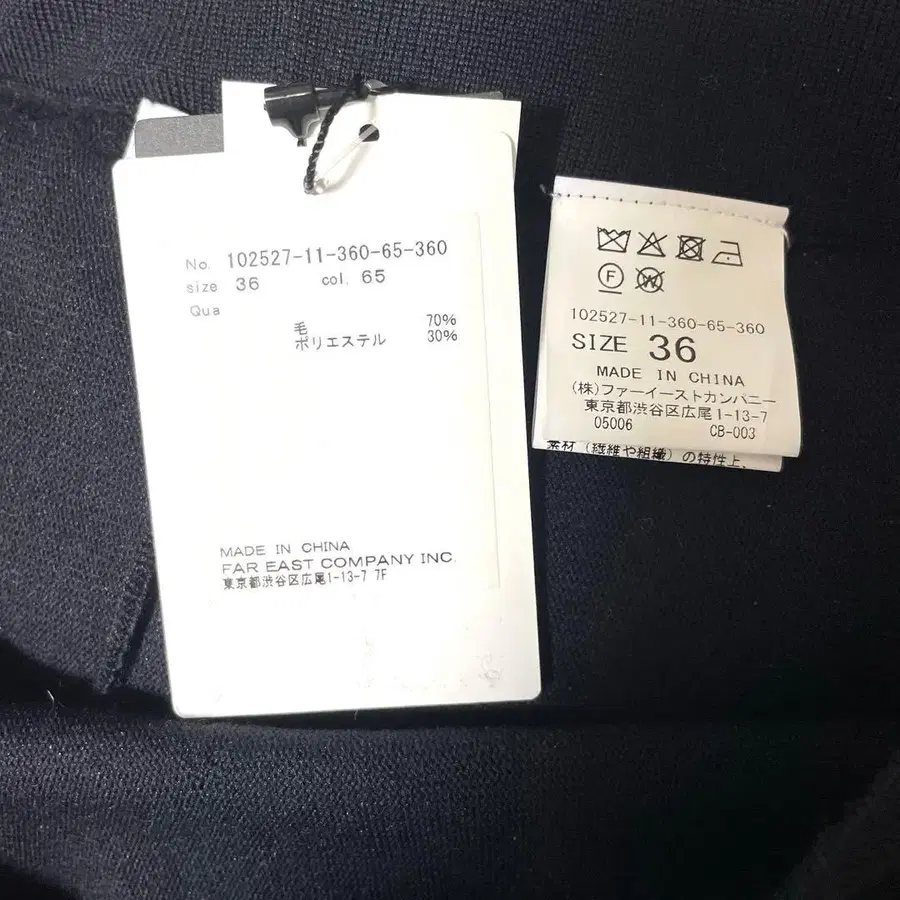 No. 102527-11-360-65-360
size 36 col. 65
Qua
毛 70%
ポリエステル 30%
MADE IN CHINA
FAR EAST COMPANY INC.
東京都渋谷区広尾1-13-7 7F
F
W
102527-11-360-65-360
SIZE 36
MADE IN CHINA
(株)ファーイーストカンパニー
東京都渋谷区広尾1-13-7
05006 CB-003
素材(繊維や組織)の特性上、